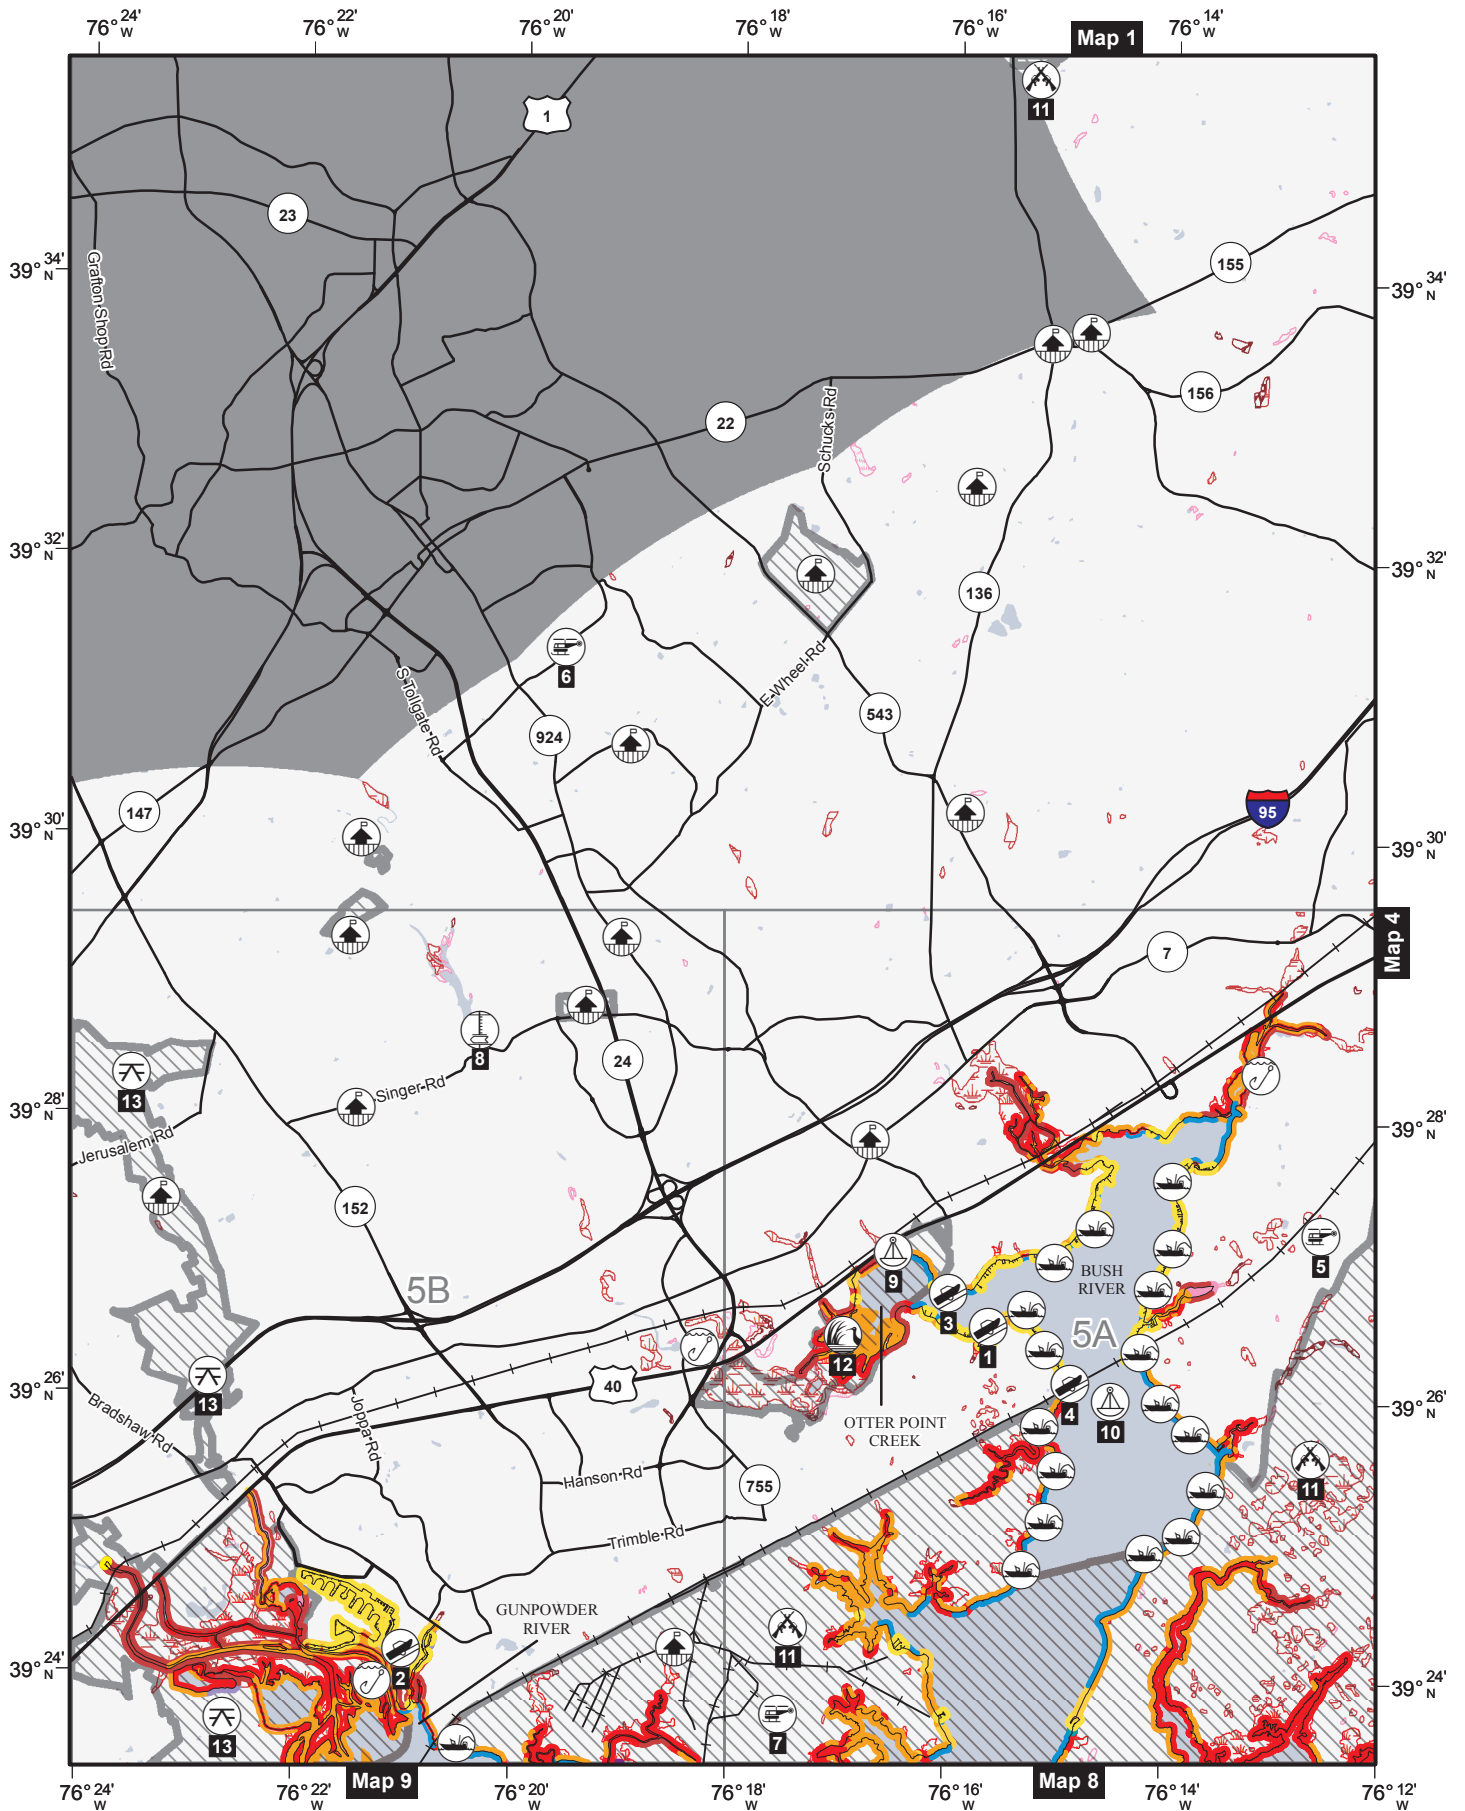 76° 24' W
76° 22' W
76° 20' W
76° 18' W
76° 16' W
76° 14' W
Map 1
11
1
23
Grafton Shop Rd
39° 34' N
155
39° 34' N
156
22
Schucks Rd
39° 32' N
39° 32' N
136
6
E Wheel Rd
S Tollgate Rd
543
924
147
95
39° 30' N
39° 30' N
Map 4
7
8
24
13
Singer Rd
39° 28' N
39° 28' N
Jerusalem Rd
152
5
9
BUSH
RIVER
5B
3
5A
1
12
40
39° 26' N
13
4
10
39° 26' N
Bradshaw Rd
Joppa Rd
OTTER POINT
CREEK
Hanson Rd
755
11
Trimble Rd
GUNPOWDER
RIVER
11
39° 24' N
2
39° 24' N
13
7
Map 9
Map 8
76° 24' W
76° 22' W
76° 20' W
76° 18' W
76° 16' W
76° 14' W
76° 12' W